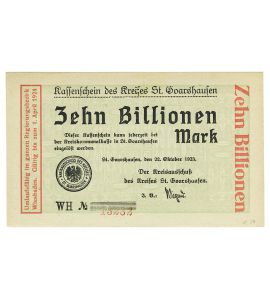 Kassenschein des Kreises St. Goarshausen
Zehn Billionen
Mark
Dieser Kassenschein kann jederzeit bei
der Kreiskommunalkasse in St. Goarshausen
eingelöst werden.
St. Goarshausen, den 22. Oktober 1923.
Der Kreisausschuß
des Kreises St. Goarshausen
J. V.:
WH №
Umlauffähig im ganzen Regierungsbezirk
Wiesbaden. Gültig bis zum 1. April 1924
Zehn Billionen